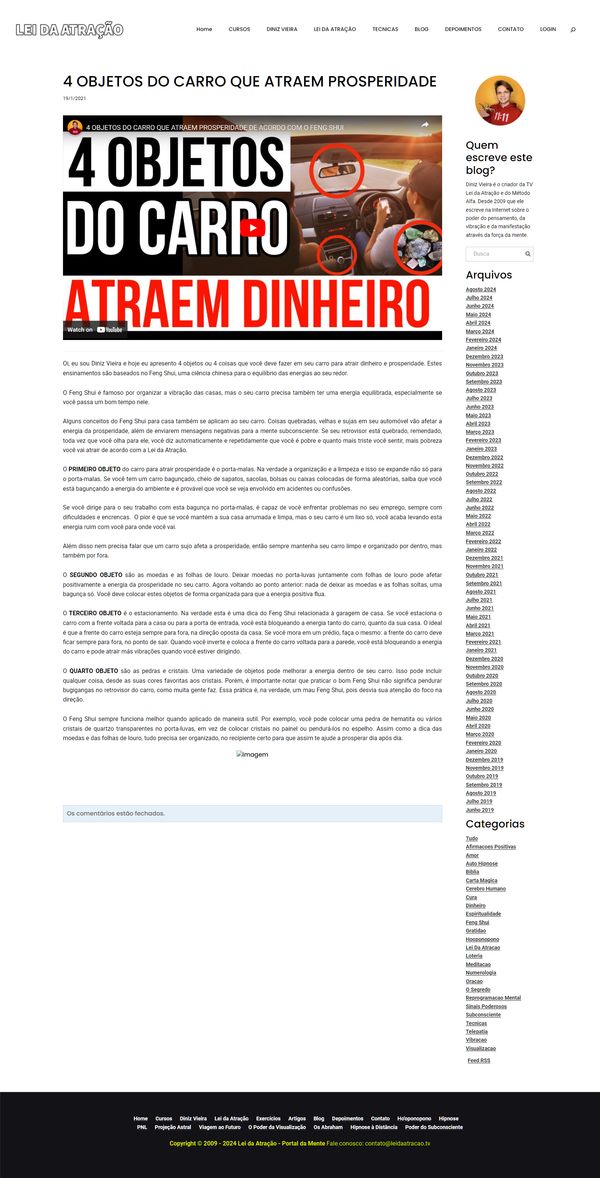 LEI DA ATRAÇÃO
Home CURSOS DINIZ VIEIRA LEI DA ATRAÇÃO TECNICAS BLOG DEPOIMENTOS CONTATO LOGIN
4 OBJETOS DO CARRO QUE ATRAEM PROSPERIDADE
19/1/2021
4 OBJETOS DO CARRO QUE ATRAEM PROSPERIDADE DE ACORDO COM O FENG SHUI
4 OBJETOS
DO CARRO
ATRAEM DINHEIRO
Watch on YouTube
Oi, eu sou Diniz Vieira e hoje eu apresento 4 objetos ou 4 coisas que você deve fazer em seu carro para atrair dinheiro e prosperidade. Estes
ensinamentos são baseados no Feng Shui, uma ciência chinesa para o equilíbrio das energias ao seu redor.
O Feng Shui é famoso por organizar a vibração das casas, mas o seu carro precisa também ter uma energia equilibrada, especialmente se
você passa um bom tempo nele.
Alguns conceitos do Feng Shui para casa também se aplicam ao seu carro. Coisas quebradas, velhas e sujas em seu automóvel vão afetar a
energia da prosperidade, além de enviarem mensagens negativas para a mente subconsciente. Se seu retrovisor está quebrado, remendado,
toda vez que você olha para ele, você diz automaticamente e repetidamente que você é pobre e quanto mais triste você sentir, mais pobreza
você vai atrair de acordo com a Lei da Atração.
O PRIMEIRO OBJETO do carro para atrair prosperidade é o porta-malas. Na verdade a organização e a limpeza e isso se expande não só para
o porta-malas. Se você tem um carro bagunçado, cheio de sapatos, sacolas, bolsas ou caixas colocadas de forma aleatórias, saiba que você
está bagunçando a energia do ambiente e é provável que você se veja envolvido em acidentes ou confusões.
Se você dirige para o seu trabalho com esta bagunça no porta-malas, é capaz de você enfrentar problemas no seu emprego, sempre com
dificuldades e encrencas. O pior é que se você mantém a sua casa arrumada e limpa, mas o seu carro é um lixo só, você acaba levando esta
energia ruim com você para onde você vai.
Além disso nem precisa falar que um carro sujo afeta a prosperidade, então sempre mantenha seu carro limpo e organizado por dentro, mas
também por fora.
O SEGUNDO OBJETO são as moedas e as folhas de louro. Deixar moedas no porta-luvas juntamente com folhas de louro pode afetar
positivamente a energia da prosperidade no seu carro. Agora voltando ao ponto anterior: nada de deixar as moedas e as folhas soltas, uma
bagunça só. Você deve colocar estes objetos de forma organizada para que a energia positiva flua.
O TERCEIRO OBJETO é o estacionamento. Na verdade esta é uma dica do Feng Shui relacionada à garagem de casa. Se você estaciona o
carro com a frente voltada para a casa ou para a porta de entrada, você está bloqueando a energia tanto do carro, quanto da sua casa. O ideal
é que a frente do carro esteja sempre para fora, na direção oposta da casa. Se você mora em um prédio, faça o mesmo: a frente do carro deve
ficar sempre para fora, no ponto de sair. Quando você inverte e coloca a frente do carro voltada para a parede, você está bloqueando a energia
do carro e pode atrair más vibrações quando você estiver dirigindo.
O QUARTO OBJETO são as pedras e cristais. Uma variedade de objetos pode melhorar a energia dentro de seu carro. Isso pode incluir
qualquer coisa, desde as suas cores favoritas aos cristais. Porém, é importante notar que praticar o bom Feng Shui não significa pendurar
bugigangas no retrovisor do carro, como muita gente faz. Essa prática é, na verdade, um mau Feng Shui, pois desvia sua atenção do foco na
direção.
O Feng Shui sempre funciona melhor quando aplicado de maneira sutil. Por exemplo, você pode colocar uma pedra de hematita ou vários
cristais de quartzo transparentes no porta-luvas, em vez de colocar cristais no painel ou pendurá-los no espelho. Assim como a dica das
moedas e das folhas de louro, tudo precisa ser organizado, no recipiente certo para que assim te ajude a prosperar dia após dia.
Imagem
Os comentários estão fechados.
11:11
Quem
escreve este
blog?
Diniz Vieira é o criador da TV
Lei da Atração e do Método
Alfa. Desde 2009 que ele
escreve na Internet sobre o
poder do pensamento, da
vibração e da manifestação
através da força da mente.
Busca
Arquivos
Agosto 2024
Julho 2024
Junho 2024
Maio 2024
Abril 2024
Março 2024
Fevereiro 2024
Janeiro 2024
Dezembro 2023
Novembro 2023
Outubro 2023
Setembro 2023
Agosto 2023
Julho 2023
Junho 2023
Maio 2023
Abril 2023
Março 2023
Fevereiro 2023
Janeiro 2023
Dezembro 2022
Novembro 2022
Outubro 2022
Setembro 2022
Agosto 2022
Julho 2022
Junho 2022
Maio 2022
Abril 2022
Março 2022
Fevereiro 2022
Janeiro 2022
Dezembro 2021
Novembro 2021
Outubro 2021
Setembro 2021
Agosto 2021
Julho 2021
Junho 2021
Maio 2021
Abril 2021
Março 2021
Fevereiro 2021
Janeiro 2021
Dezembro 2020
Novembro 2020
Outubro 2020
Setembro 2020
Agosto 2020
Julho 2020
Junho 2020
Maio 2020
Abril 2020
Março 2020
Fevereiro 2020
Janeiro 2020
Dezembro 2019
Novembro 2019
Outubro 2019
Setembro 2019
Agosto 2019
Julho 2019
Junho 2019
Categorias
Tudo
Afirmacoes Positivas
Amor
Auto Hipnose
Biblia
Carta Magica
Cerebro Humano
Cura
Dinheiro
Espiritualidade
Feng Shui
Gratidao
Hooponopono
Lei Da Atracao
Loteria
Meditacao
Numerologia
Oracao
O Segredo
Reprogramacao Mental
Sinais Poderosos
Subconsciente
Tecnicas
Telepatia
Vibracao
Visualizacao
Feed RSS
Home Cursos Diniz Vieira Lei da Atração Exercícios Artigos Blog Depoimentos Contato Ho'oponopono Hipnose
PNL Projeção Astral Viagem ao Futuro O Poder da Visualização Os Abraham Hipnose à Distância Poder do Subconsciente
Copyright © 2009 - 2024 Lei da Atração - Portal da Mente Fale conosco: contato@leidaatracao.tv